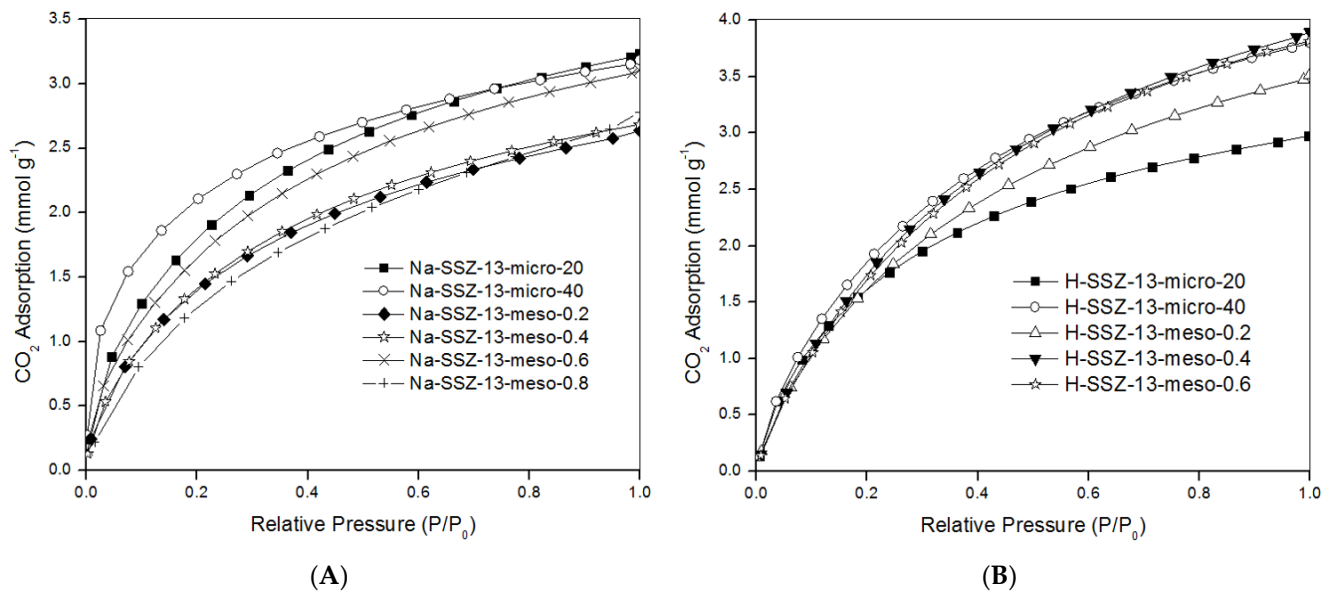 3.5
3.0
2.5
2.0
1.5
1.0
0.5
0.0
CO2 Adsorption (mmol g-1)
Na-SSZ-13-micro-20
Na-SSZ-13-micro-40
Na-SSZ-13-meso-0.2
Na-SSZ-13-meso-0.4
Na-SSZ-13-meso-0.6
Na-SSZ-13-meso-0.8
0.0 0.2 0.4 0.6 0.8 1.0
Relative Pressure (P/P0)
(A)
4.0
3.5
3.0
2.5
2.0
1.5
1.0
0.5
0.0
CO2 Adsorption (mmol g-1)
H-SSZ-13-micro-20
H-SSZ-13-micro-40
H-SSZ-13-meso-0.2
H-SSZ-13-meso-0.4
H-SSZ-13-meso-0.6
0.0 0.2 0.4 0.6 0.8 1.0
Relative Pressure (P/P0)
(B)